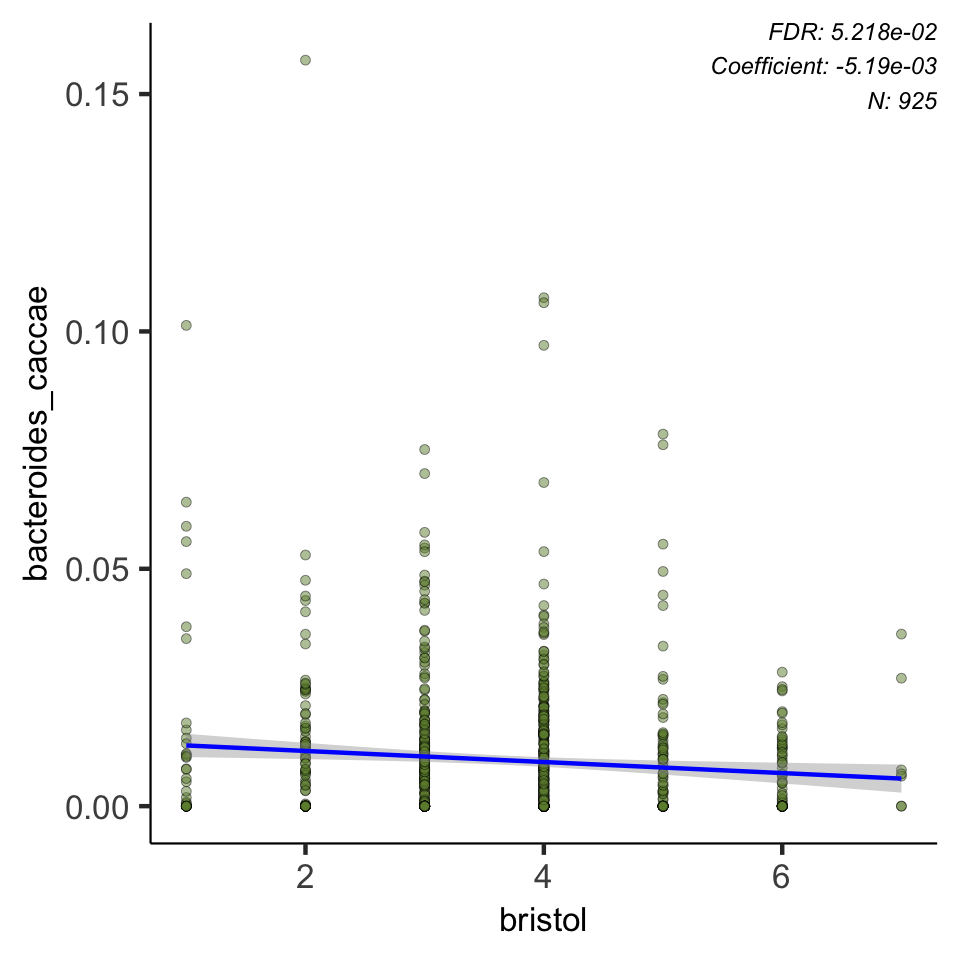 FDR: 5.218e-02
Coefficient: -5.19e-03
N: 925
0.15
0.10
0.05
0.00
bacteroides_caccae
2 4 6
bristol